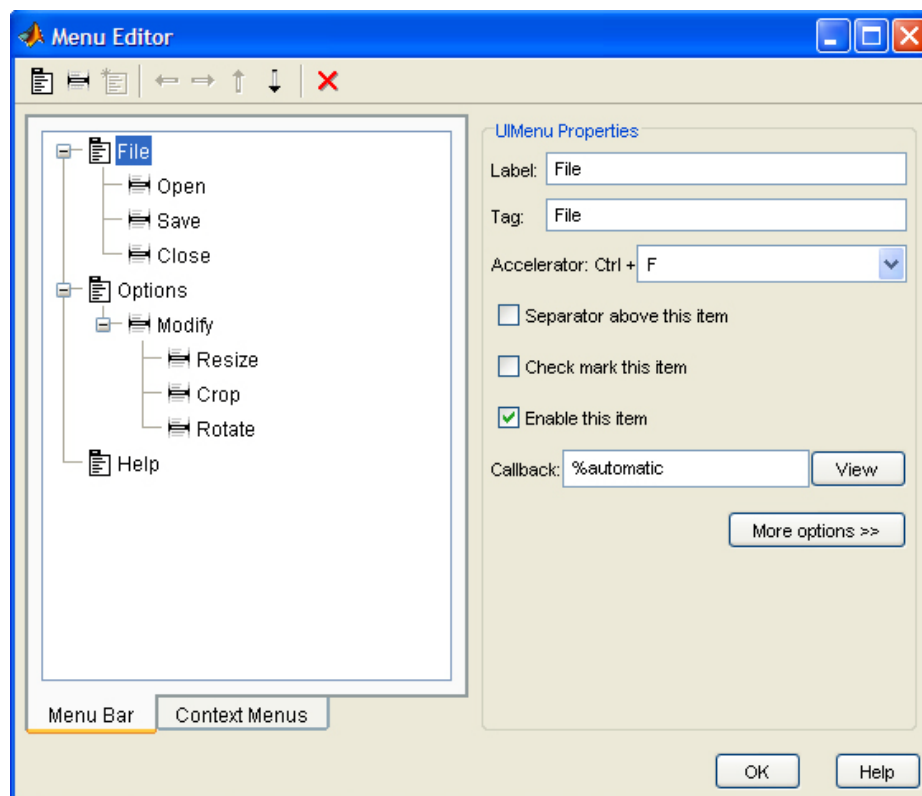 Menu Editor
File
Open
Save
Close
Options
Modify
Resize
Crop
Rotate
Help
Menu Bar
Context Menus
UIMenu Properties
Label: File
Tag: File
Accelerator: Ctrl + F
Separator above this item
Check mark this item
Enable this item
Callback: %automatic View
More options >>
OK Help